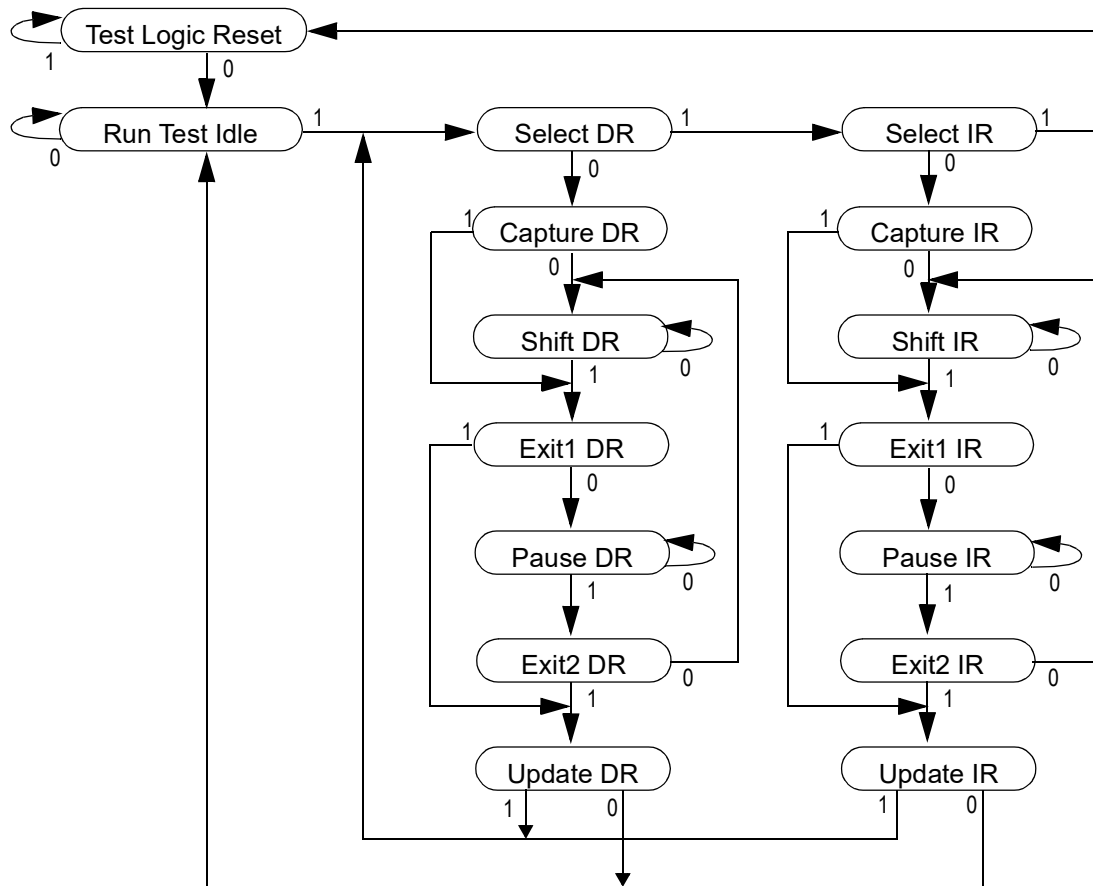 Test Logic Reset
1
0
Run Test Idle
1
0
Select DR
1
Select IR
1
0
0
1
Capture DR
1
Capture IR
0
0
Shift DR
0
Shift IR
0
1
1
1
Exit1 DR
1
Exit1 IR
0
0
Pause DR
0
Pause IR
0
1
1
Exit2 DR
0
Exit2 IR
0
1
1
Update DR
Update IR
1
0
1
0